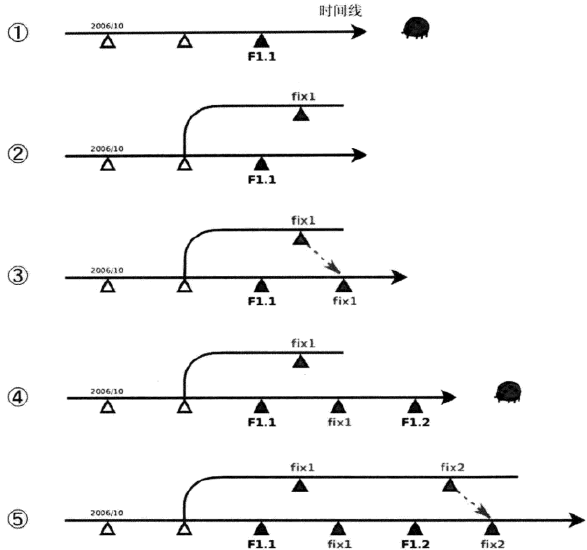 时间线
① 2006/10
F1.1
fix1
② 2006/10
F1.1
fix1
③ 2006/10
F1.1 fix1
fix1
④ 2006/10
F1.1 fix1 F1.2
fix1 fix2
⑤ 2006/10
F1.1 fix1 F1.2 fix2